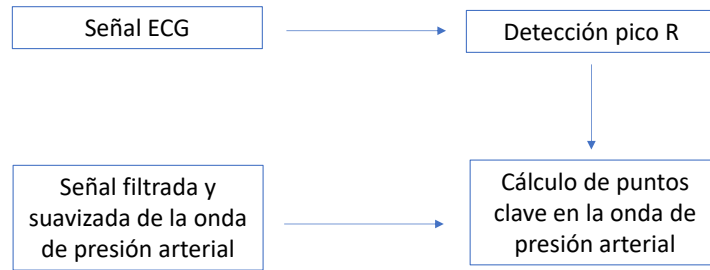 Señal ECG
Detección pico R
Señal filtrada y
suavizada de la onda
de presión arterial
Cálculo de puntos
clave en la onda de
presión arterial